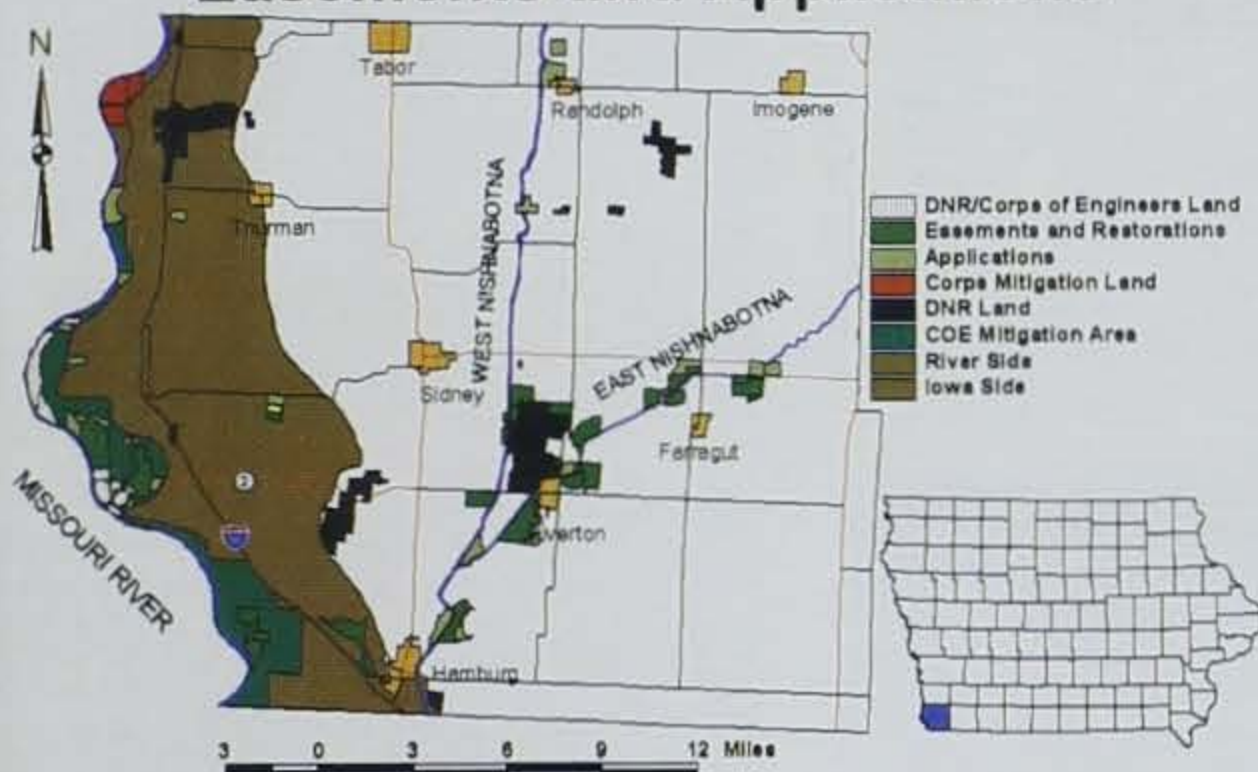 N
Tabor
Randolph
Imogene
Thurman
WEST NISHNABOTNA
EAST NISHNABOTNA
Sidney
Farragut
MISSOURI RIVER
2
Hamburg
DNR/Corps of Engineers Land
Easements and Restorations
Applications
Corps Mitigation Land
DNR Land
COE Mitigation Area
River Side
Iowa Side
3 0 3 6 9 12 Miles